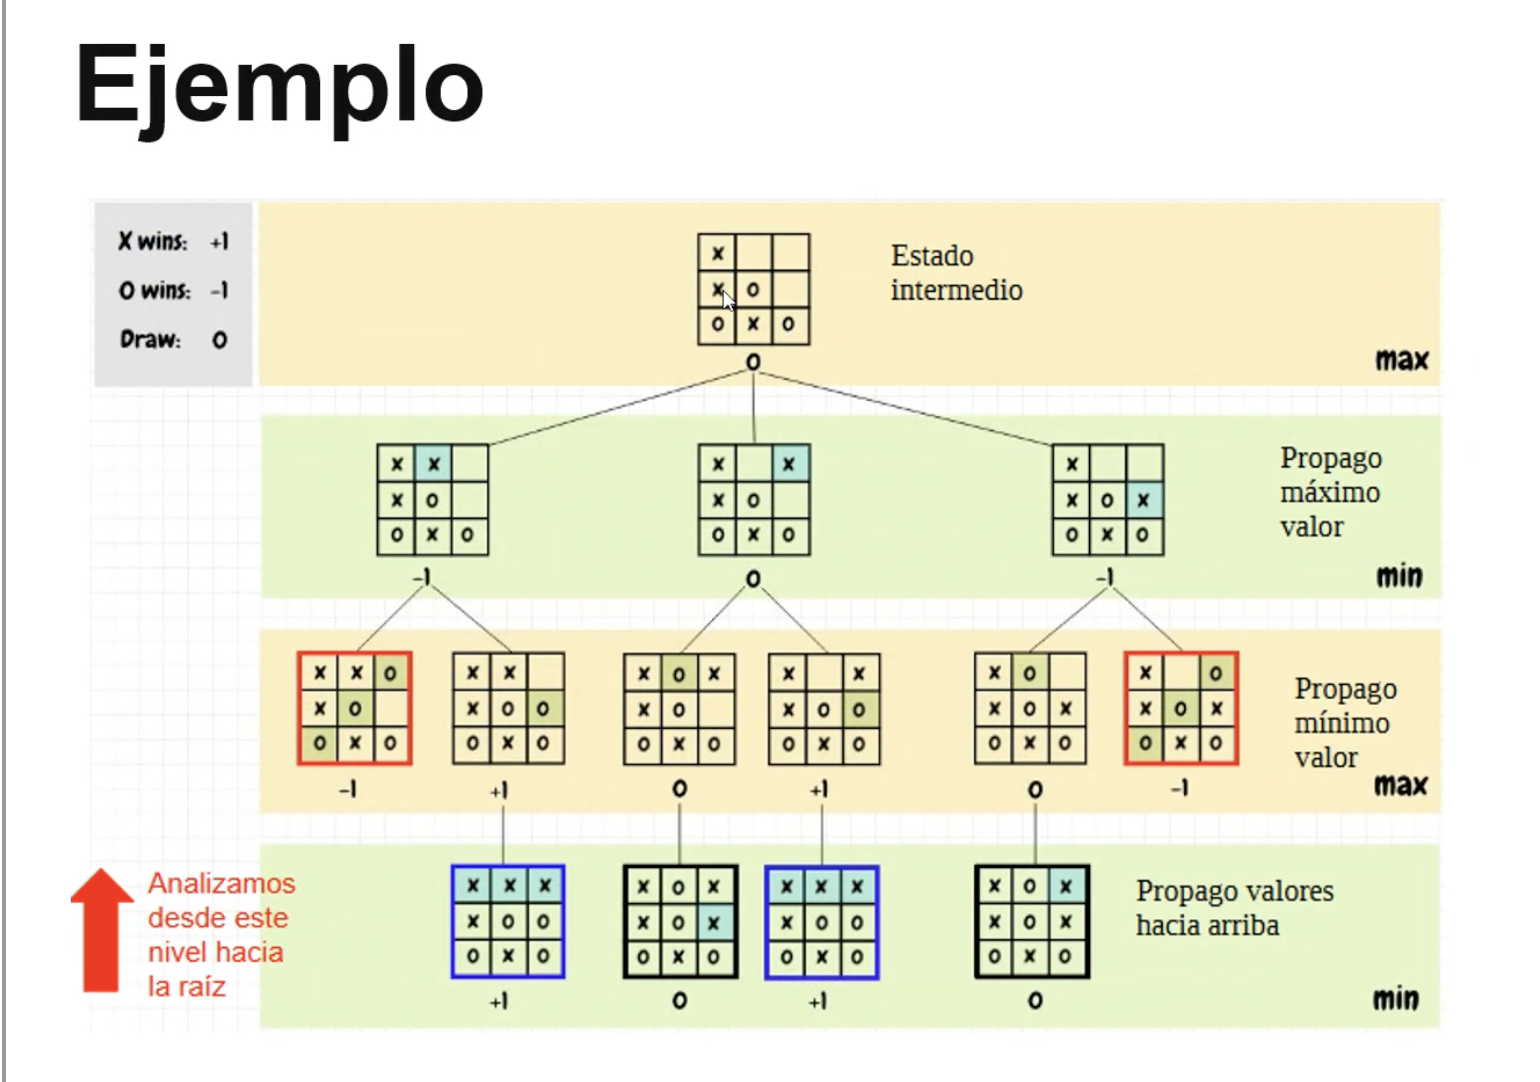 Ejemplo
X wins: +1
O wins: -1
Draw: 0
x
x o
o x o
0
Estado
intermedio
max
x x
x o
o x o
-1
x x
x o
o x o
0
x
x o x
o x o
-1
Propago
máximo
valor
min
x x o
x o
o x o
-1
x x
x o o
o x o
+1
x o x
x o
o x o
0
x x
x o o
o x o
+1
x o
x o x
o x o
0
x o
x o x
o x o
-1
Propago
mínimo
valor
max
Analizamos
desde este
nivel hacia
la raíz
x x x
x o o
o x o
+1
x o x
x o x
o x o
0
x x x
x o o
o x o
+1
x o x
x o x
o x o
0
Propago valores
hacia arriba
min